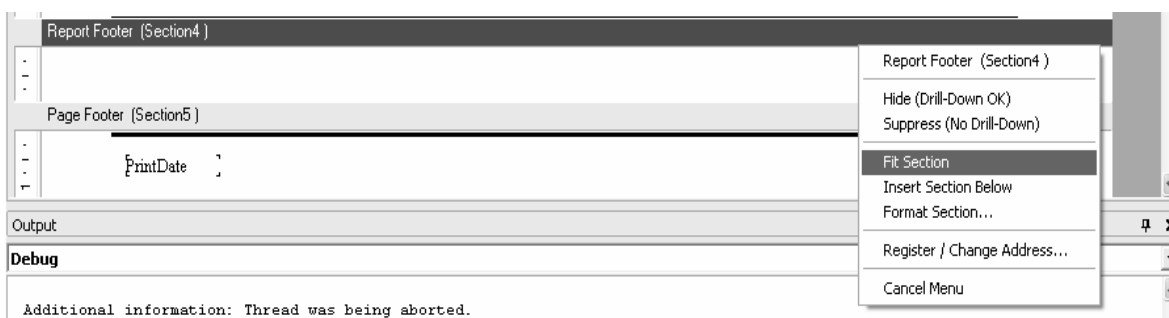 Report Footer (Section4 )
Page Footer (Section5 )
PrintDate
Report Footer (Section4 )
Hide (Drill-Down OK)
Suppress (No Drill-Down)
Fit Section
Insert Section Below
Format Section...
Register / Change Address...
Cancel Menu
Output
Debug
Additional information: Thread was being aborted.